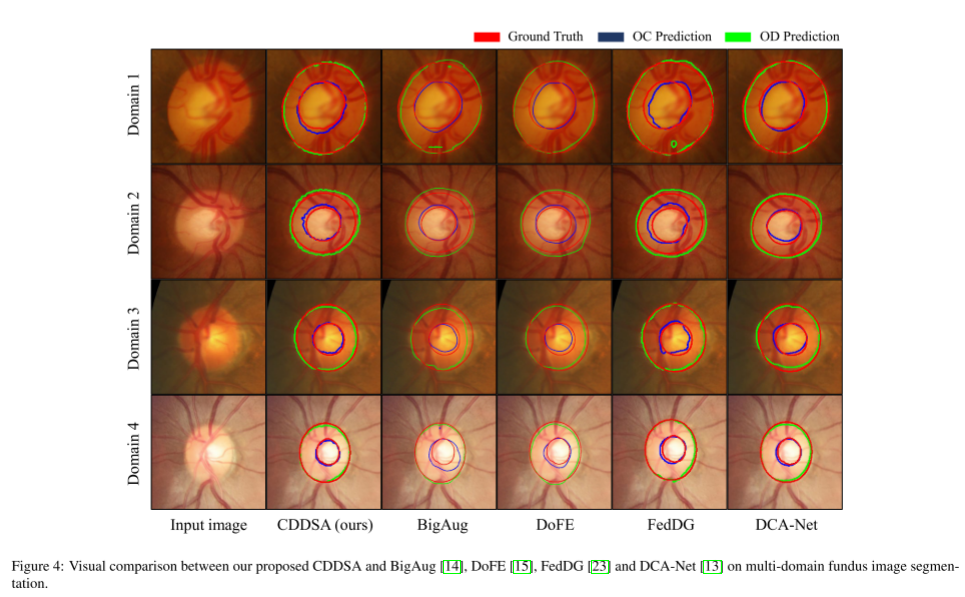 Ground Truth OC Prediction OD Prediction
Domain 1
Domain 2
Domain 3
Domain 4
Input image CDDSA (ours) BigAug DoFE FedDG DCA-Net
Figure 4: Visual comparison between our proposed CDDSA and BigAug [14], DoFE [15], FedDG [23] and DCA-Net [13] on multi-domain fundus image segmen-
tation.